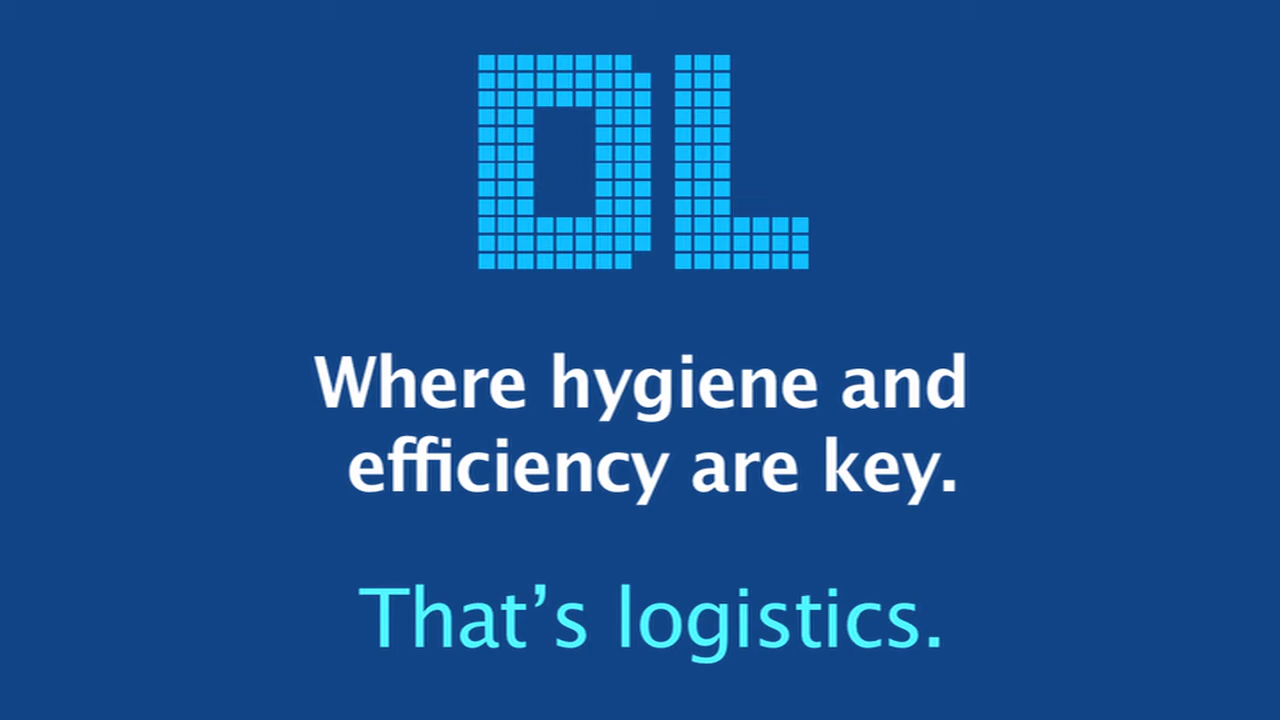 DL
Where hygiene and
efficiency are key.
That’s logistics.